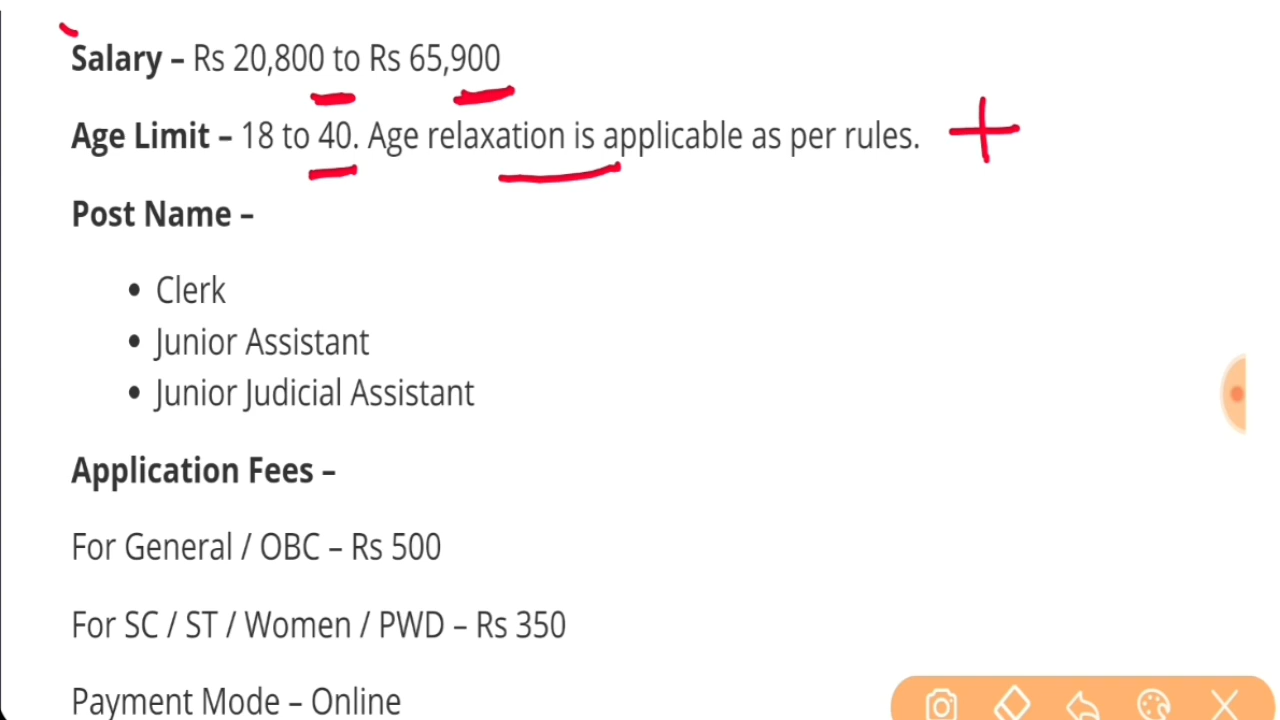 Salary – Rs 20,800 to Rs 65,900
Age Limit – 18 to 40. Age relaxation is applicable as per rules.
Post Name –
• Clerk
• Junior Assistant
• Junior Judicial Assistant
Application Fees –
For General / OBC – Rs 500
For SC / ST / Women / PWD – Rs 350
Payment Mode – Online